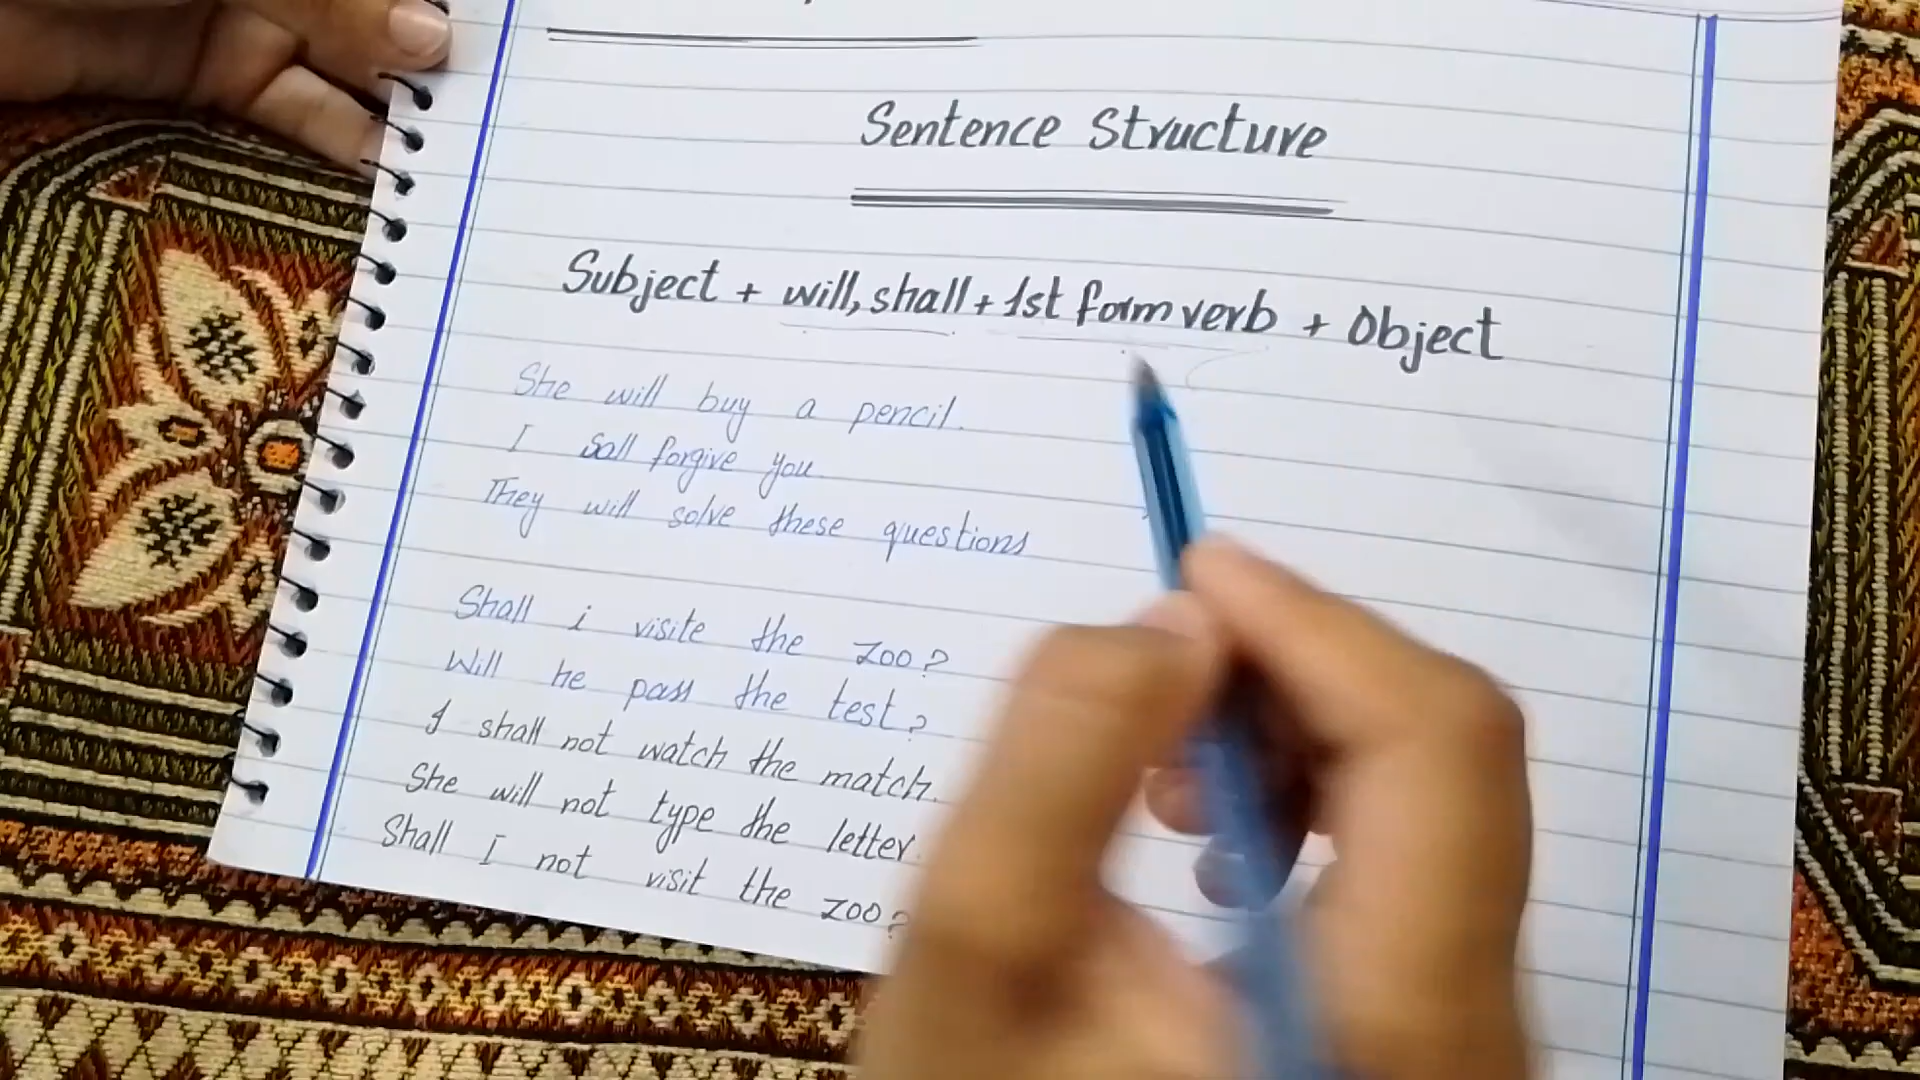 Sentence Structure
Subject + will, shall + 1st form verb + Object
She will buy a pencil.
I Sall forgive you
They will solve these questions
Shall i visite the zoo?
Will he pass the test?
I shall not watch the match.
She will not type the letter.
Shall I not visit the zoo?